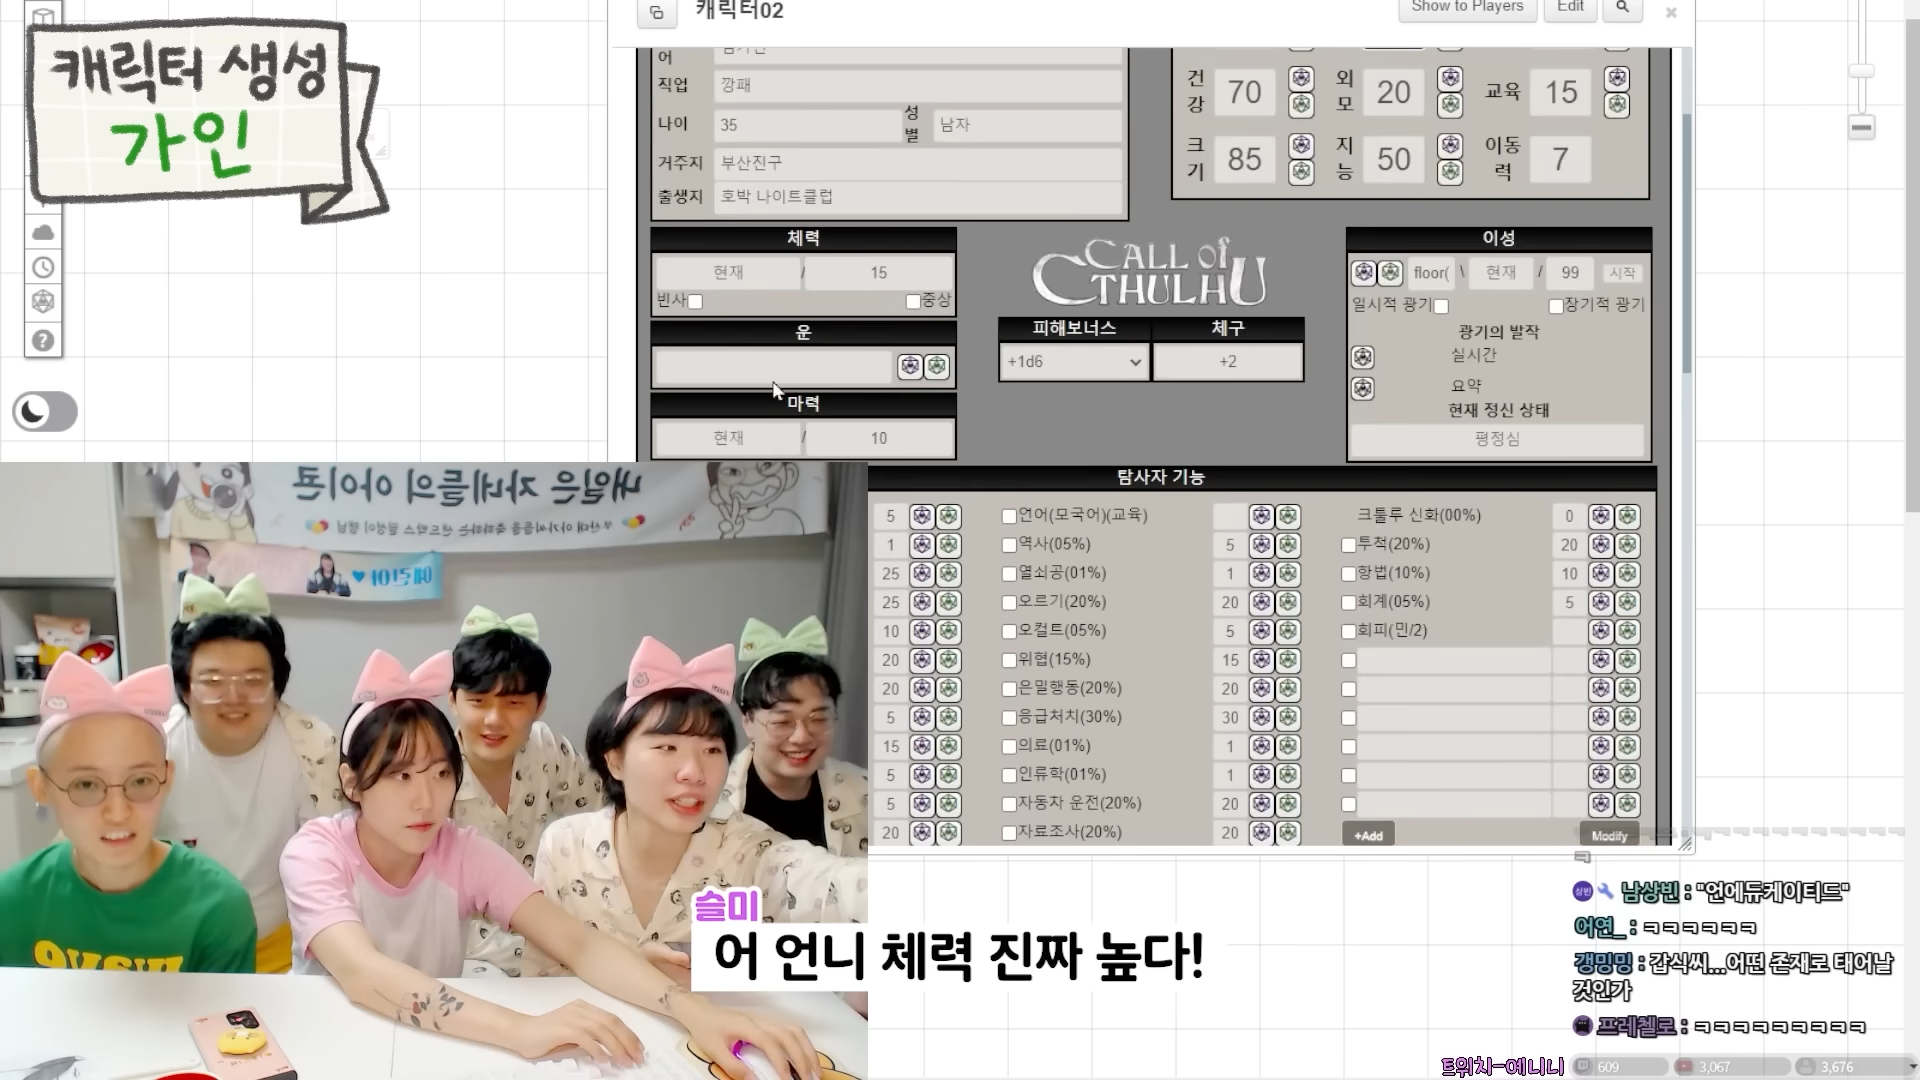 캐릭터 생성
가인
캐릭터02
Show to Players
Edit
어
직업 깡패
나이 35 성별 남자
거주지 부산진구
출생지 호박 나이트클럽
건강 70 외모 20 교육 15
크기 85 지능 50 이동력 7
체력
현재 / 15
빈사 중상
운
마력
현재 / 10
CALL of CTHULHU
피해보너스 체구
+1d6 +2
이성
floor( \ 현재 / 99 시작
일시적 광기 장기적 광기
광기의 발작
실시간
요약
현재 정신 상태
평정심
탐사자 기능
5 언어(모국어)(교육) 크툴루 신화(00%) 0
1 역사(05%) 5 투척(20%) 20
25 열쇠공(01%) 1 항법(10%) 10
25 오르기(20%) 20 회계(05%) 5
10 오컬트(05%) 5 회피(민/2)
20 위협(15%) 15
20 은밀행동(20%) 20
5 응급처치(30%) 30
15 의료(01%) 1
5 인류학(01%) 1
5 자동차 운전(20%) 20
20 자료조사(20%) 20
+Add Modify
내일은 자네들의 아이돈
예린이 ♥
슬미
어 언니 체력 진짜 높다!
ㅋ
남상빈 : "언에듀케이티드"
어연_ : ㅋㅋㅋㅋㅋㅋ
갱밍밍 : 갑식씨...어떤 존재로 태어날
것인가
프레첼로 : ㅋㅋㅋㅋㅋㅋㅋㅋㅋ
트위치-예니니 609 3,067 3,676